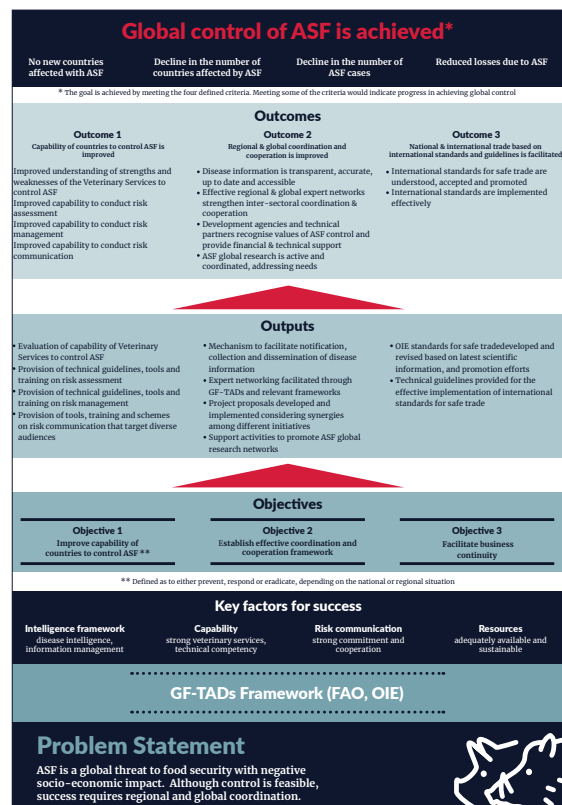 Global control of ASF is achieved*
No new countries
affected with ASF
Decline in the number of
countries affected by ASF
Decline in the number of
ASF cases
Reduced losses due to ASF
* The goal is achieved by meeting the four defined criteria. Meeting some of the criteria would indicate progress in achieving global control
Outcomes
Outcome 1
Capability of countries to control ASF is
improved
Improved understanding of strengths and
weaknesses of the Veterinary Services to
control ASF
Improved capability to conduct risk
assessment
Improved capability to conduct risk
management
Improved capability to conduct risk
communication
Outcome 2
Regional & global coordination and
cooperation is improved
• Disease information is transparent, accurate,
up to date and accessible
• Effective regional & global expert networks
strengthen inter-sectoral coordination &
cooperation
• Development agencies and technical
partners recognise values of ASF control and
provide financial & technical support
• ASF global research is active and
coordinated, addressing needs
Outcome 3
National & international trade based on
international standards and guidelines is facilitated
• International standards for safe trade are
understood, accepted and promoted
• International standards are implemented
effectively
Outputs
• Evaluation of capability of Veterinary
Services to control ASF
• Provision of technical guidelines, tools and
training on risk assessment
• Provision of technical guidelines, tools and
training on risk management
• Provision of tools, training and schemes
on risk communication that target diverse
audiences
• Mechanism to facilitate notification,
collection and dissemination of disease
information
• Expert networking facilitated through
GF-TADs and relevant frameworks
• Project proposals developed and
implemented considering synergies
among different initiatives
• Support activities to promote ASF global
research networks
• OIE standards for safe tradedeveloped and
revised based on latest scientific
information, and promotion efforts
• Technical guidelines provided for the
effective implementation of international
standards for safe trade
Objectives
Objective 1
Improve capability of
countries to control ASF **
Objective 2
Establish effective coordination and
cooperation framework
Objective 3
Facilitate business
continuity
** Defined as to either prevent, respond or eradicate, depending on the national or regional situation
Key factors for success
Intelligence framework
disease intelligence,
information management
Capability
strong veterinary services,
technical competency
Risk communication
strong commitment and
cooperation
Resources
adequately available and
sustainable
GF-TADs Framework (FAO, OIE)
Problem Statement
ASF is a global threat to food security with negative
socio-economic impact. Although control is feasible,
success requires regional and global coordination.